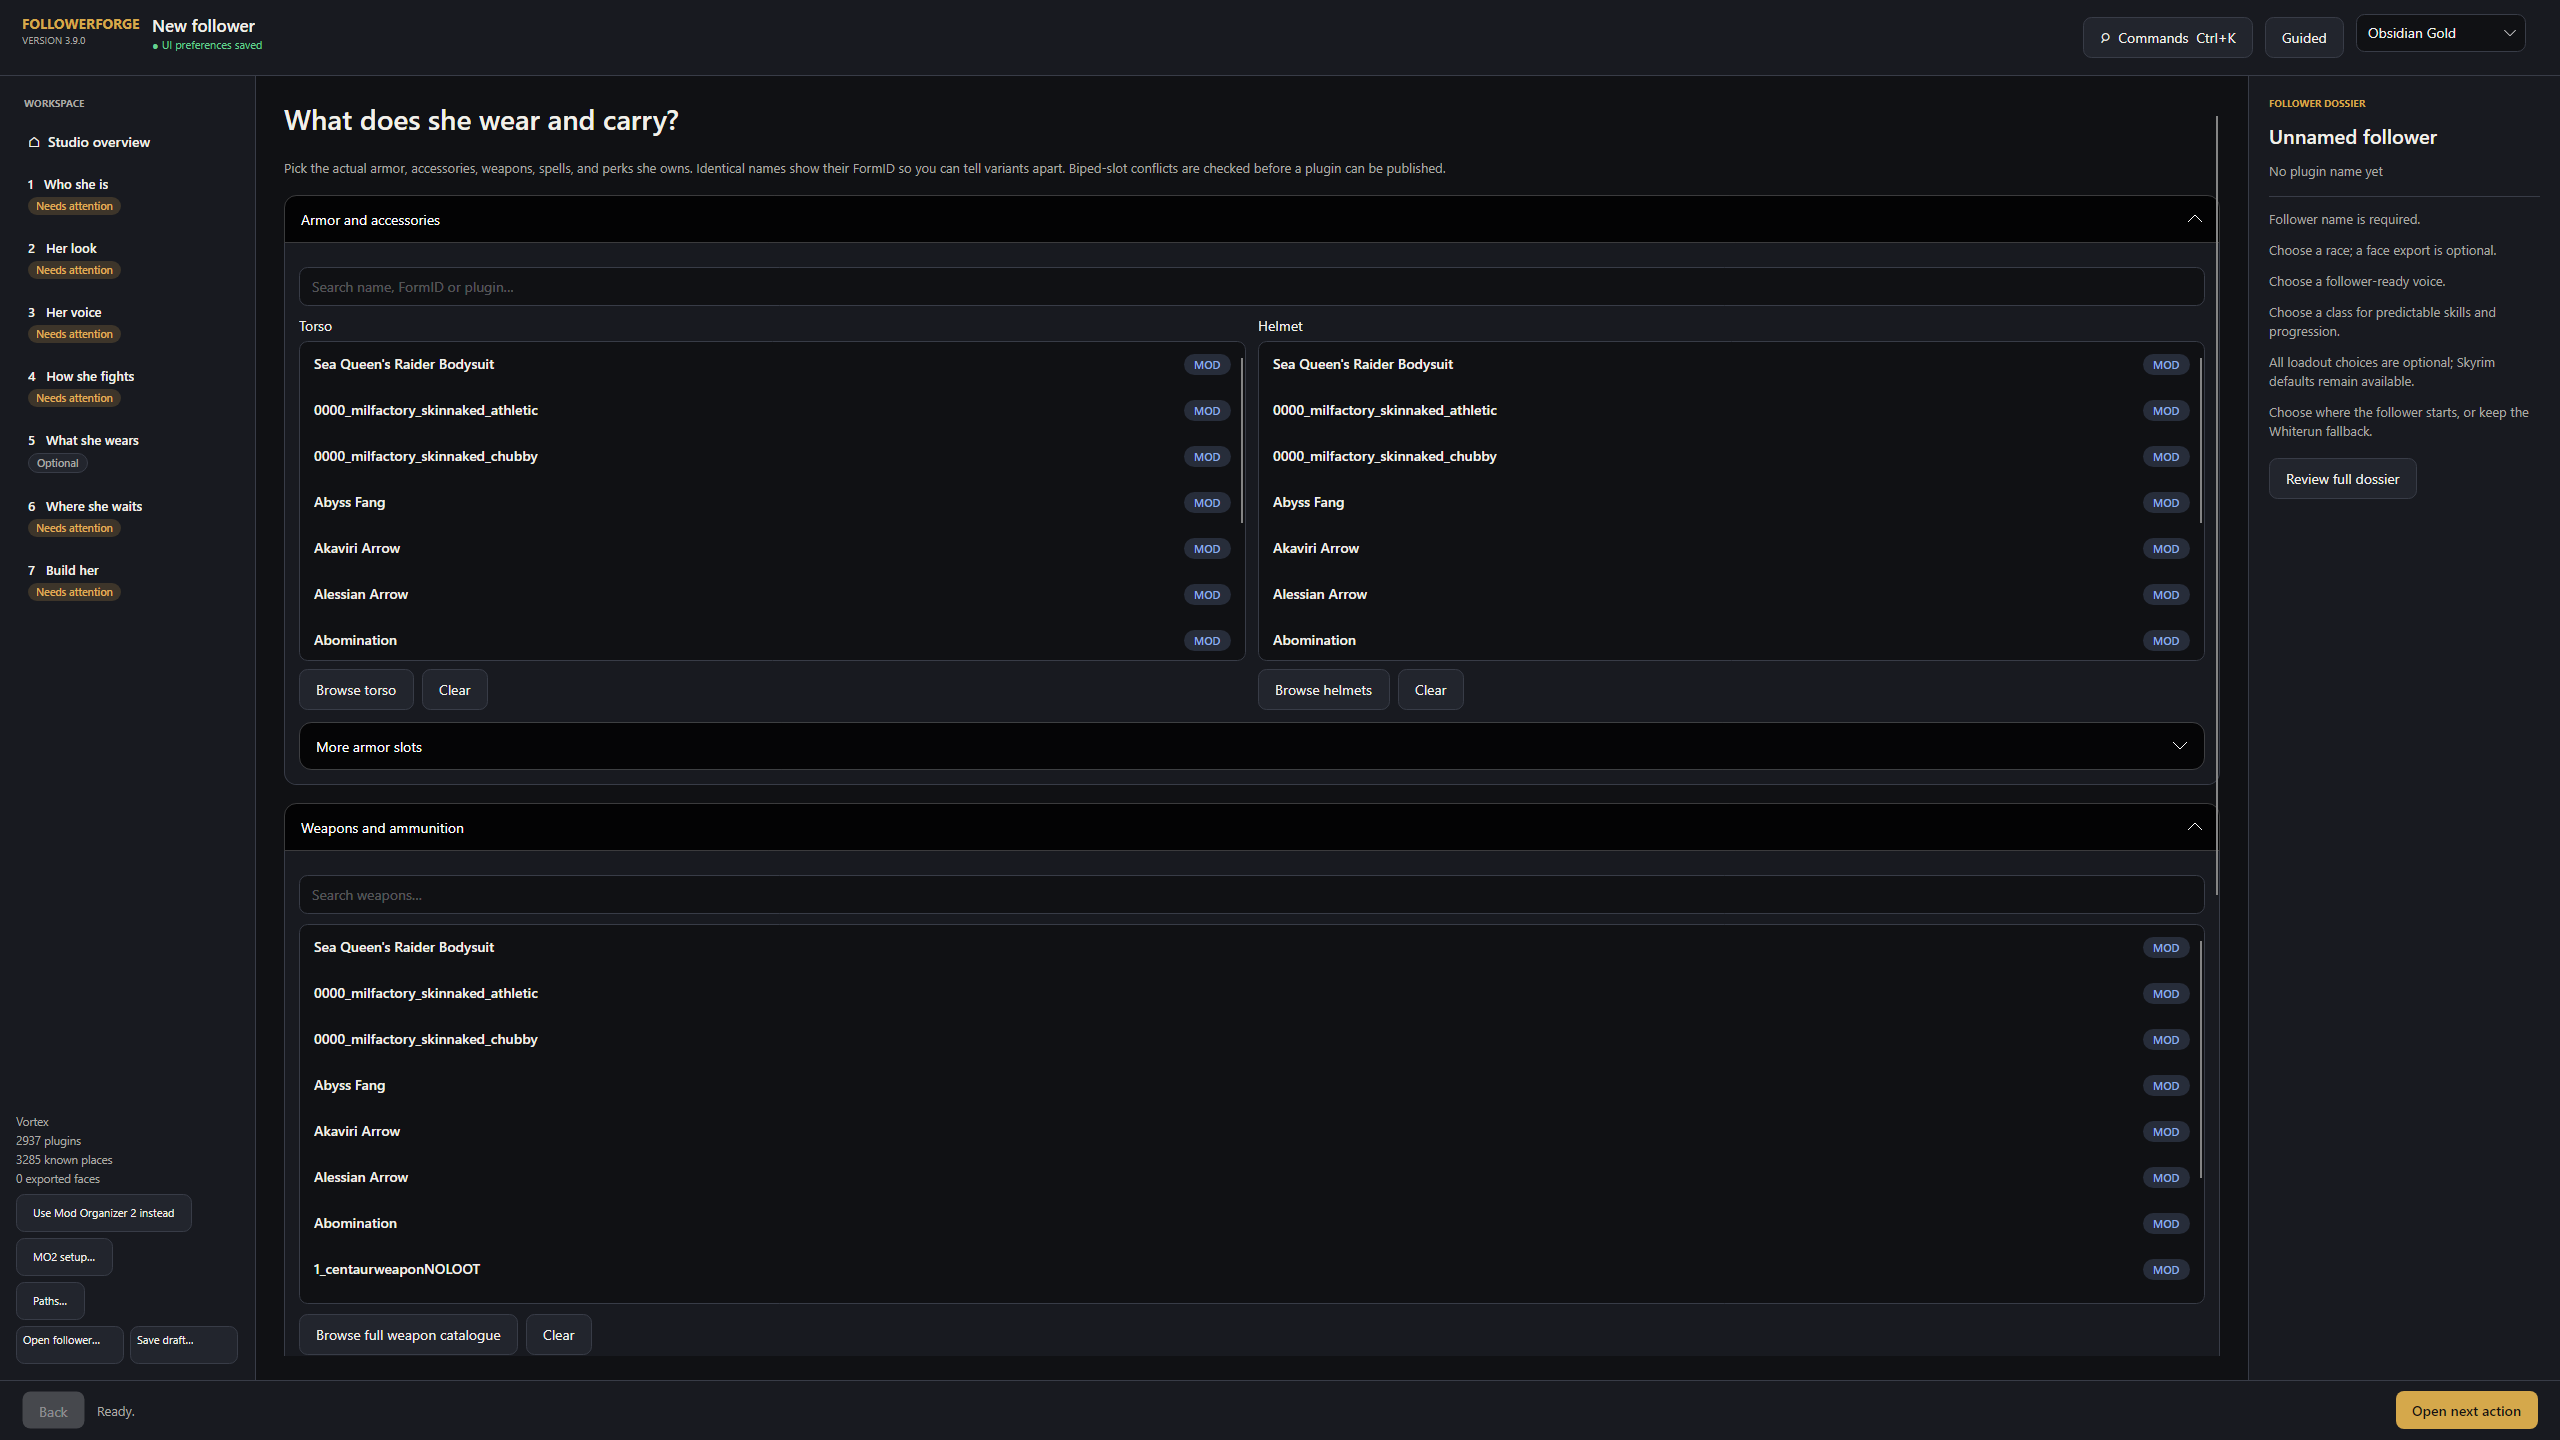 FOLLOWERFORGE
VERSION 3.9.0
New follower
UI preferences saved
Commands Ctrl+K
Guided
Obsidian Gold
WORKSPACE
Studio overview
1 Who she is
Needs attention
2 Her look
Needs attention
3 Her voice
Needs attention
4 How she fights
Needs attention
5 What she wears
Optional
6 Where she waits
Needs attention
7 Build her
Needs attention
Vortex
2937 plugins
3285 known places
0 exported faces
Use Mod Organizer 2 instead
MO2 setup...
Paths...
Open follower...
Save draft...
What does she wear and carry?
Pick the actual armor, accessories, weapons, spells, and perks she owns. Identical names show their FormID so you can tell variants apart. Biped-slot conflicts are checked before a plugin can be published.
Armor and accessories
Search name, FormID or plugin...
Torso
Sea Queen's Raider Bodysuit MOD
0000_milfactory_skinnaked_athletic MOD
0000_milfactory_skinnaked_chubby MOD
Abyss Fang MOD
Akaviri Arrow MOD
Alessian Arrow MOD
Abomination MOD
Browse torso
Clear
Helmet
Sea Queen's Raider Bodysuit MOD
0000_milfactory_skinnaked_athletic MOD
0000_milfactory_skinnaked_chubby MOD
Abyss Fang MOD
Akaviri Arrow MOD
Alessian Arrow MOD
Abomination MOD
Browse helmets
Clear
More armor slots
Weapons and ammunition
Search weapons...
Sea Queen's Raider Bodysuit MOD
0000_milfactory_skinnaked_athletic MOD
0000_milfactory_skinnaked_chubby MOD
Abyss Fang MOD
Akaviri Arrow MOD
Alessian Arrow MOD
Abomination MOD
1_centaurweaponNOLOOT MOD
Browse full weapon catalogue
Clear
FOLLOWER DOSSIER
Unnamed follower
No plugin name yet
Follower name is required.
Choose a race; a face export is optional.
Choose a follower-ready voice.
Choose a class for predictable skills and
progression.
All loadout choices are optional; Skyrim
defaults remain available.
Choose where the follower starts, or keep the
Whiterun fallback.
Review full dossier
Back
Ready.
Open next action